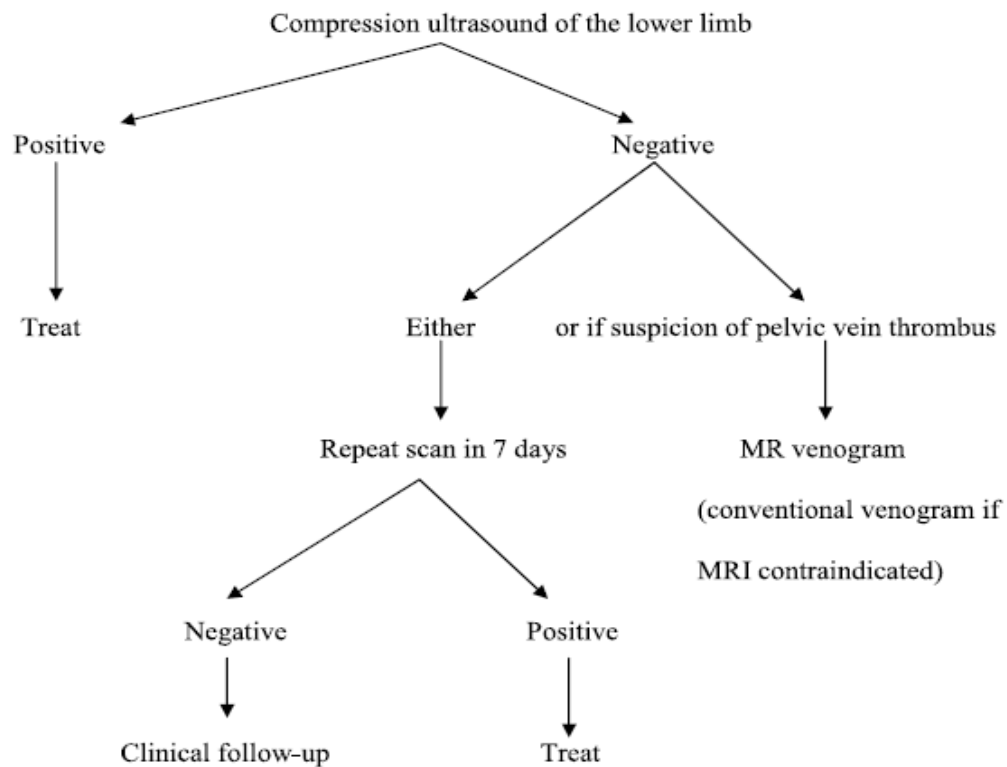 Compression ultrasound of the lower limb
Positive
Negative
Treat
Either
or if suspicion of pelvic vein thrombus
Repeat scan in 7 days
MR venogram
(conventional venogram if
MRI contraindicated)
Negative
Positive
Clinical follow-up
Treat